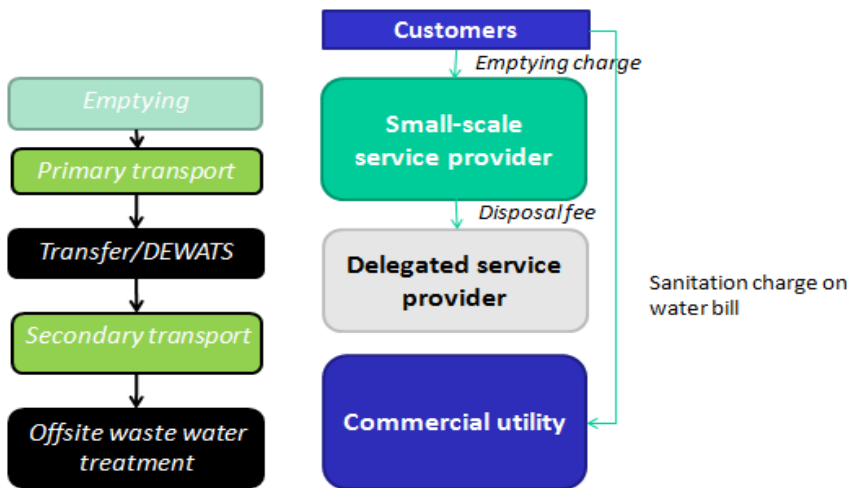 Customers
Emptying charge
Emptying
Small-scale
service provider
Primary transport
Disposal fee
Transfer/DEWATS
Delegated service
provider
Sanitation charge on
water bill
Secondary transport
Commercial utility
Offsite waste water
treatment